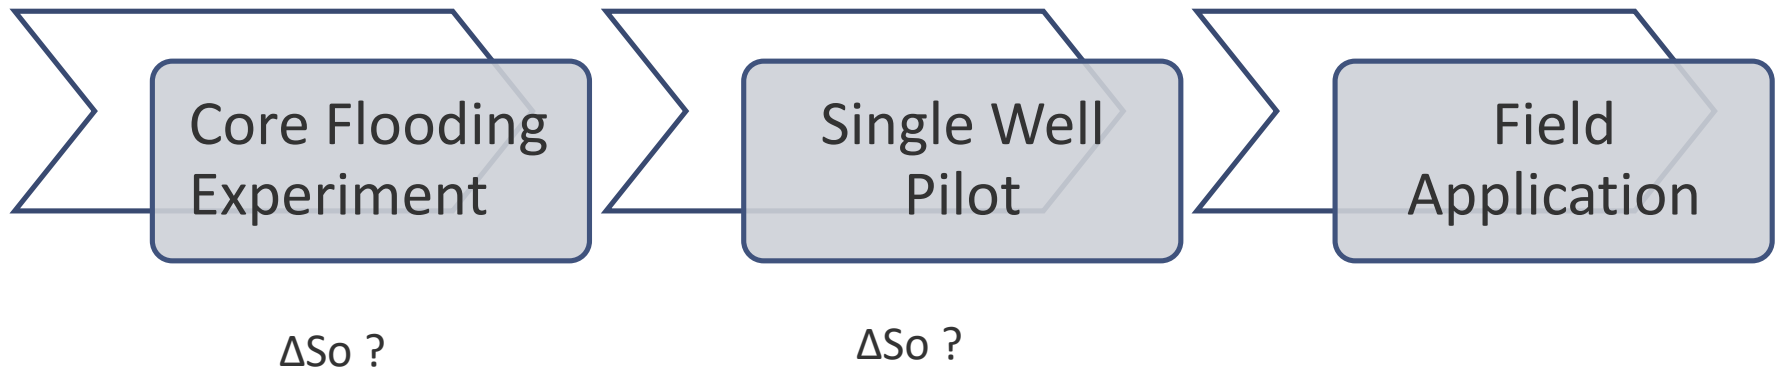 Core Flooding
Experiment
Single Well
Pilot
Field
Application
ΔSo ?
ΔSo ?